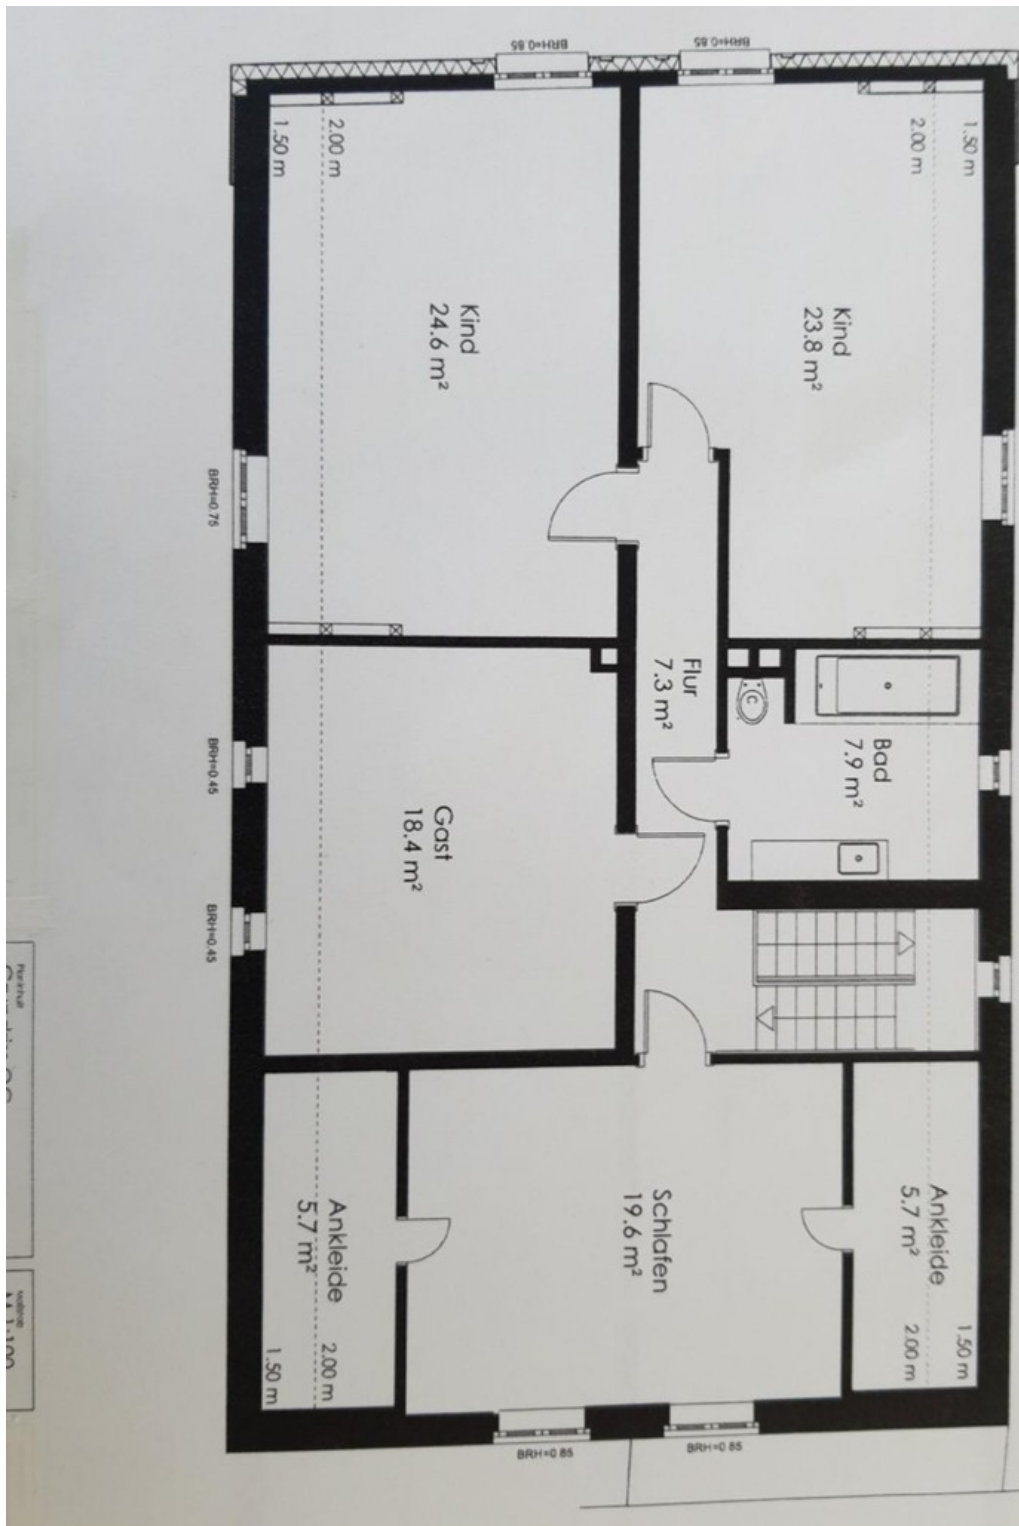 BRH=0.85
BRH=0.85
1.50 m
2.00 m
2.00 m
1.50 m
Kind
24.6 m²
Kind
23.8 m²
BRH=0.75
Flur
7.3 m²
C
Bad
7.9 m²
BRH=0.45
Gast
18.4 m²
BRH=0.45
Ankleide
5.7 m²
Schlafen
19.6 m²
Ankleide
5.7 m²
2.00 m
1.50 m
1.50 m
2.00 m
BRH=0.85
BRH=0.85
Planinhalt
Maßstab